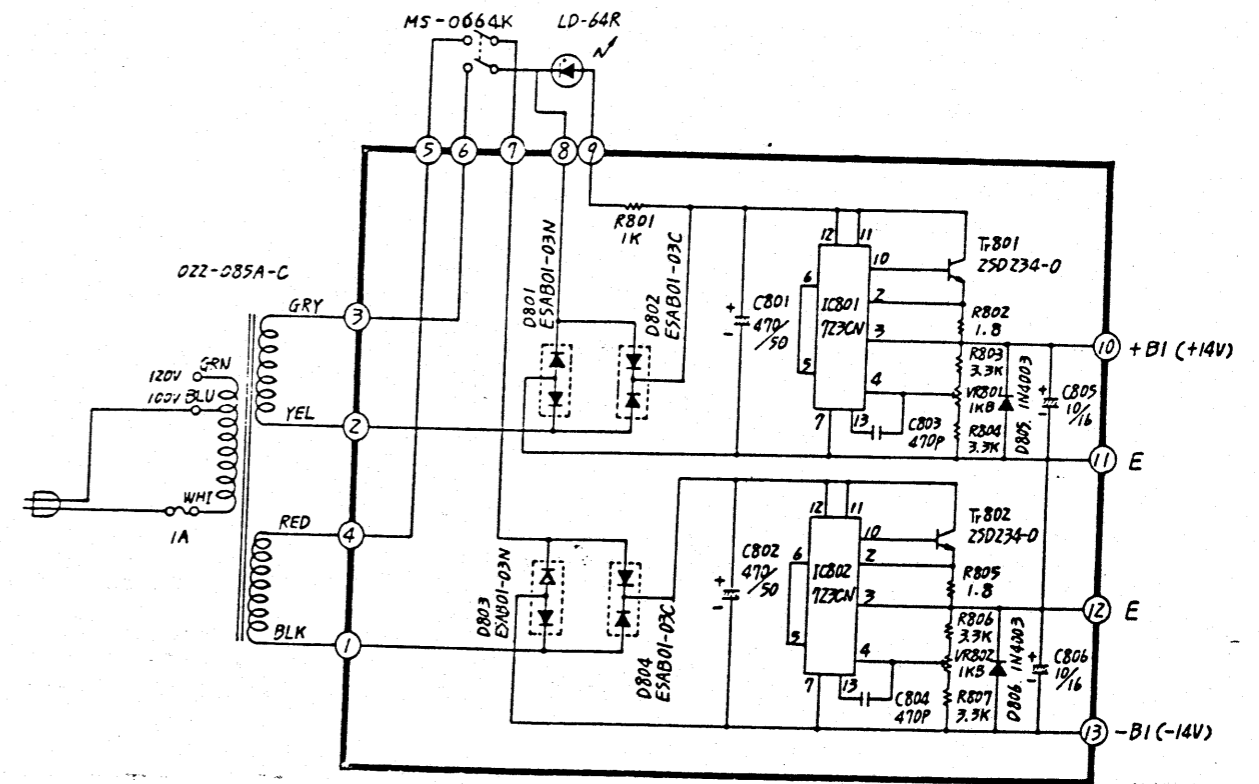 MS-0664K
LD-64R
5
6
7
8
9
R801
1K
12
11
Tr801
2SD234-O
022-085A-C
GRY
3
D801
ESAB01-03N
D802
ESAB01-03C
C801
470/50
+
-
6
5
IC801
723CN
10
2
3
4
R802
1.8
R803
3.3K
VR801
1KB
R804
3.3K
D805. 1N4003
+
-
C805
10/16
10
+B1 (+14V)
GRN
120V
100V BLU
YEL
2
7
13
C803
470P
11
E
WHI
1A
RED
4
12
11
Tr802
2SD234-O
D803
ESAB01-03N
D804
ESAB01-03C
C802
470/50
+
-
6
5
IC802
723CN
10
2
3
4
R805
1.8
12
E
R806
3.3K
VR802
1KB
R807
3.3K
D806. 1N4003
+
-
C806
10/16
BLK
1
7
13
C804
470P
13
-B1 (-14V)